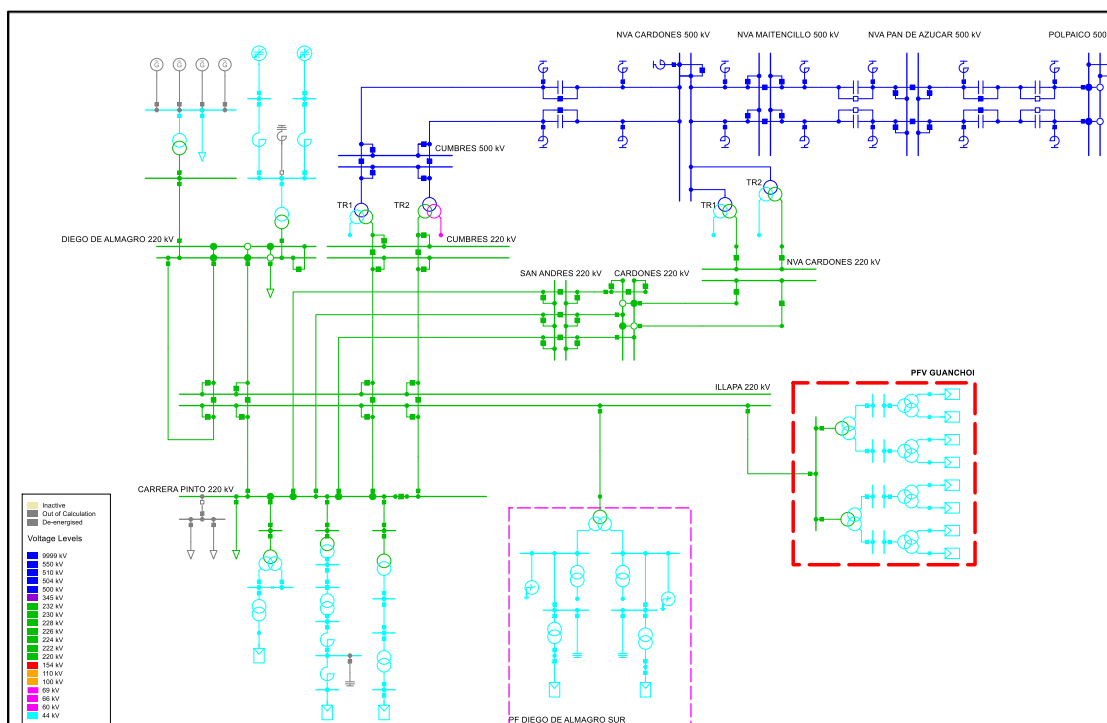 NVA CARDONES 500 kV
NVA MAITENCILLO 500 kV
NVA PAN DE AZUCAR 500 kV
POLPAICO 500
G
G
G
G
CUMBRES 500 kV
TR1
TR2
TR1
TR2
DIEGO DE ALMAGRO 220 kV
CUMBRES 220 kV
SAN ANDRES 220 kV
CARDONES 220 kV
NVA CARDONES 220 kV
ILLAPA 220 kV
PFV GUANCHOI
CARRERA PINTO 220 kV
Inactive
Out of Calculation
De-energised
Voltage Levels
9999 kV
550 kV
510 kV
504 kV
500 kV
345 kV
232 kV
230 kV
228 kV
226 kV
224 kV
222 kV
220 kV
154 kV
110 kV
100 kV
69 kV
66 kV
60 kV
44 kV
PF DIEGO DE ALMAGRO SUR